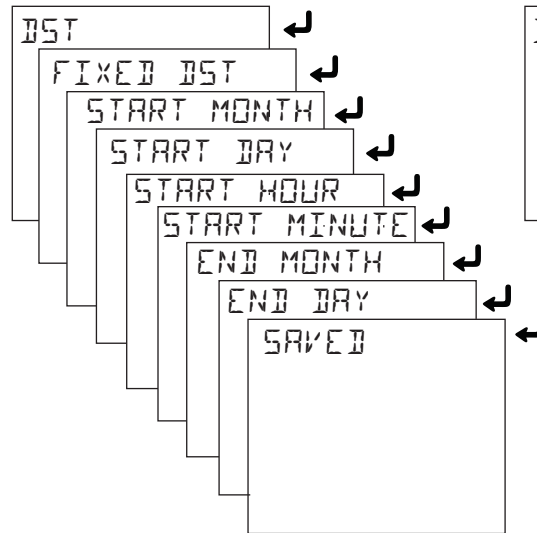 DST
FIXED DST
START MONTH
START DAY
START HOUR
START MINUTE
END MONTH
END DAY
SAVED